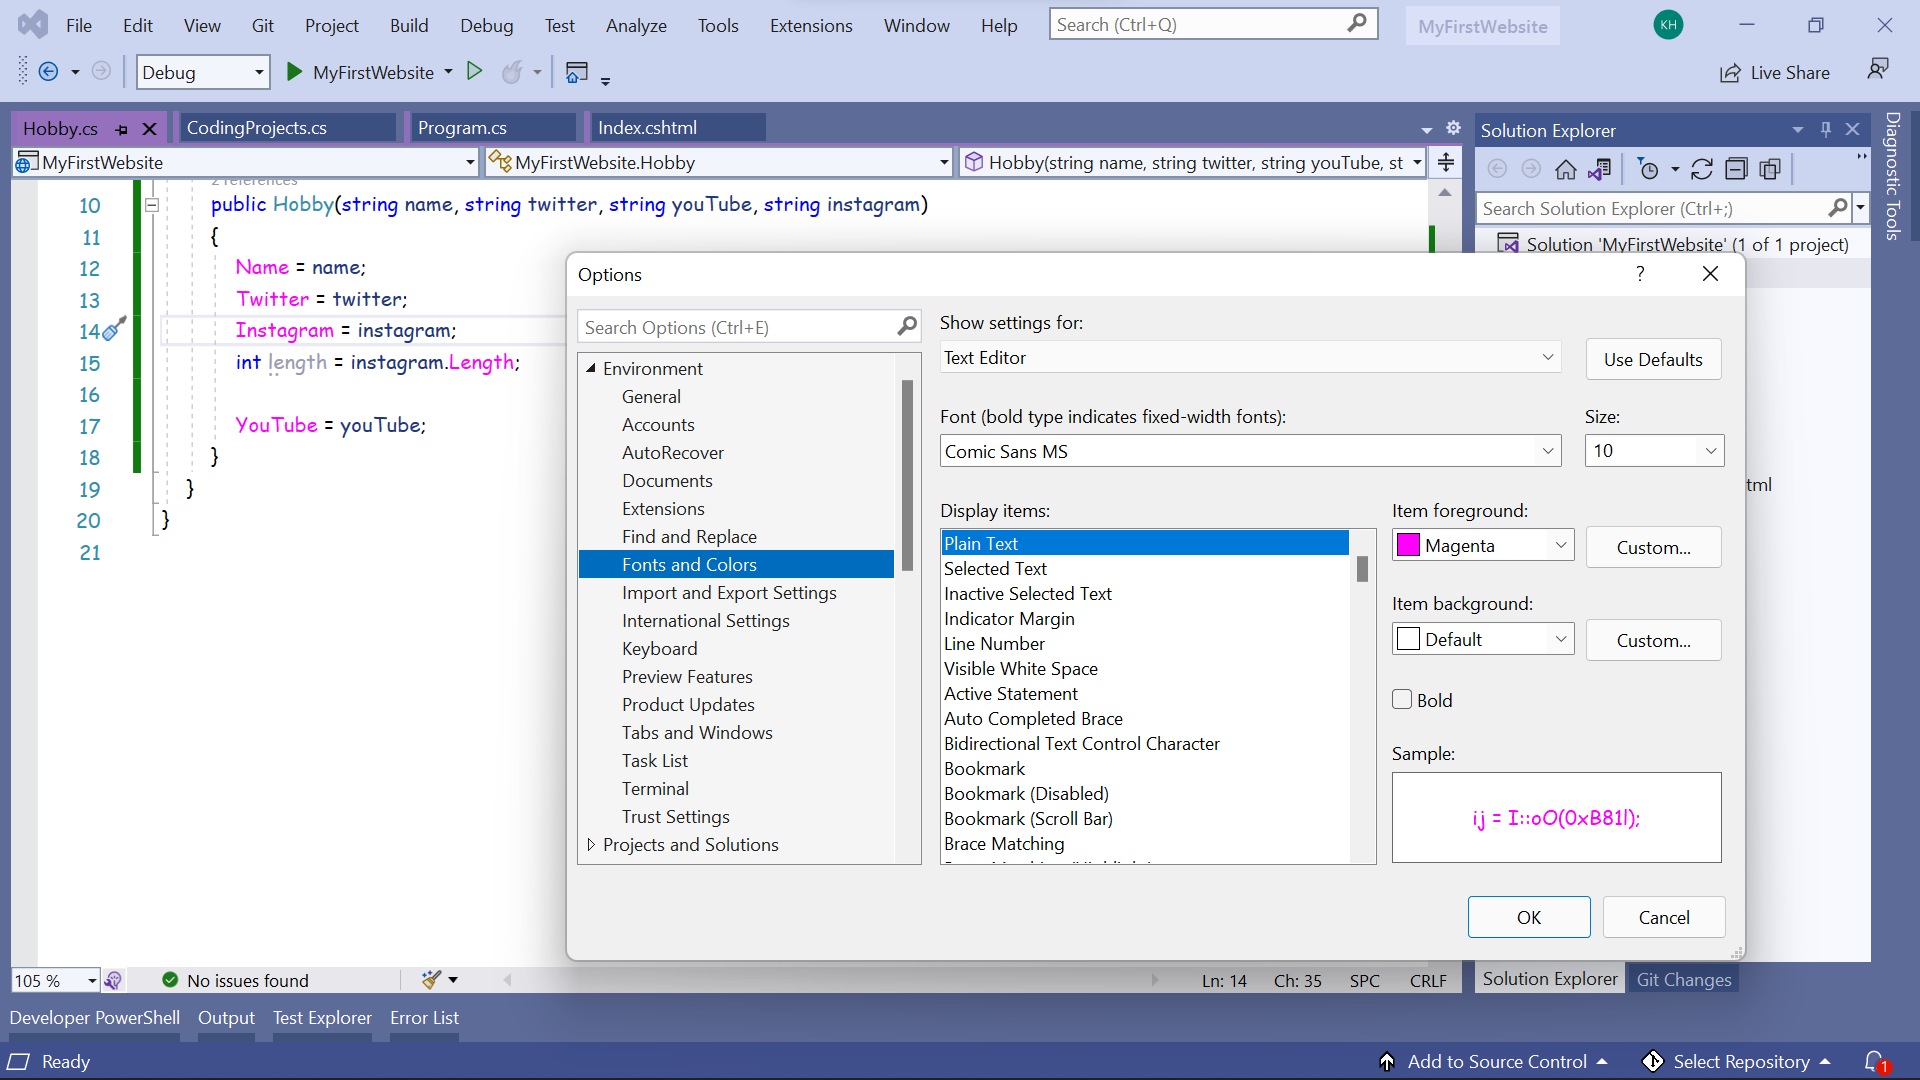 File Edit View Git Project Build Debug Test Analyze Tools Extensions Window Help Search (Ctrl+Q) MyFirstWebsite KH
Debug MyFirstWebsite Live Share
Hobby.cs CodingProjects.cs Program.cs Index.cshtml
MyFirstWebsite MyFirstWebsite.Hobby Hobby(string name, string twitter, string youTube, st
2 references
10 public Hobby(string name, string twitter, string youTube, string instagram)
11 {
12 Name = name;
13 Twitter = twitter;
14 Instagram = instagram;
15 int length = instagram.Length;
16
17 YouTube = youTube;
18 }
19 }
20 }
21
Solution Explorer
Search Solution Explorer (Ctrl+;)
Solution 'MyFirstWebsite' (1 of 1 project)
tml
Diagnostic Tools
Options ?
Search Options (Ctrl+E)
Environment
General
Accounts
AutoRecover
Documents
Extensions
Find and Replace
Fonts and Colors
Import and Export Settings
International Settings
Keyboard
Preview Features
Product Updates
Tabs and Windows
Task List
Terminal
Trust Settings
Projects and Solutions
Show settings for:
Text Editor
Use Defaults
Font (bold type indicates fixed-width fonts):
Comic Sans MS
Size:
10
Display items:
Plain Text
Selected Text
Inactive Selected Text
Indicator Margin
Line Number
Visible White Space
Active Statement
Auto Completed Brace
Bidirectional Text Control Character
Bookmark
Bookmark (Disabled)
Bookmark (Scroll Bar)
Brace Matching
Item foreground:
Magenta
Custom...
Item background:
Default
Custom...
Bold
Sample:
ij = I::oO(0xB81l);
OK Cancel
105 % No issues found Ln: 14 Ch: 35 SPC CRLF
Solution Explorer Git Changes
Developer PowerShell Output Test Explorer Error List
Ready Add to Source Control Select Repository 1